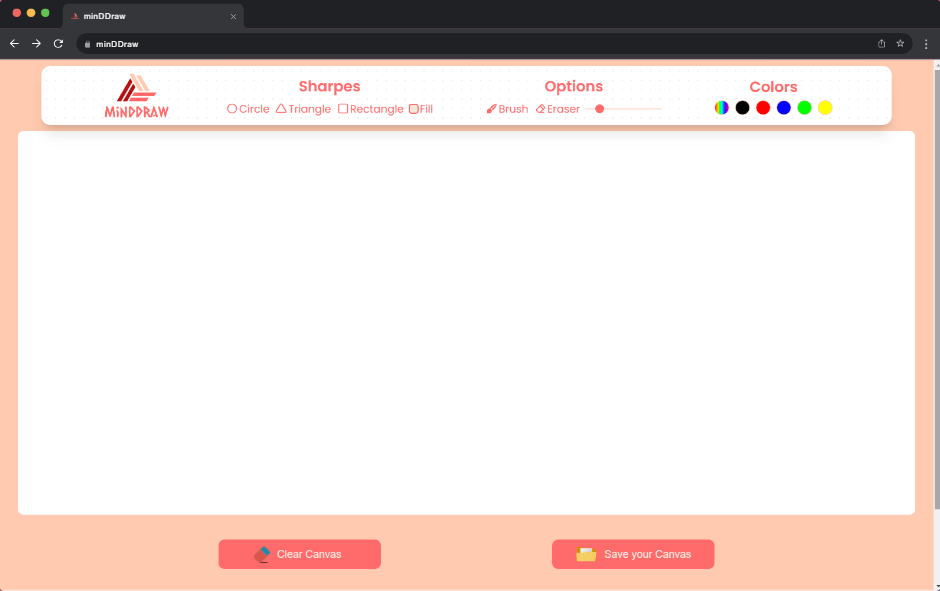 minDDraw
minDDraw
MiNDDRAW
Sharpes
Circle Triangle Rectangle Fill
Options
Brush Eraser
Colors
Clear Canvas
Save your Canvas